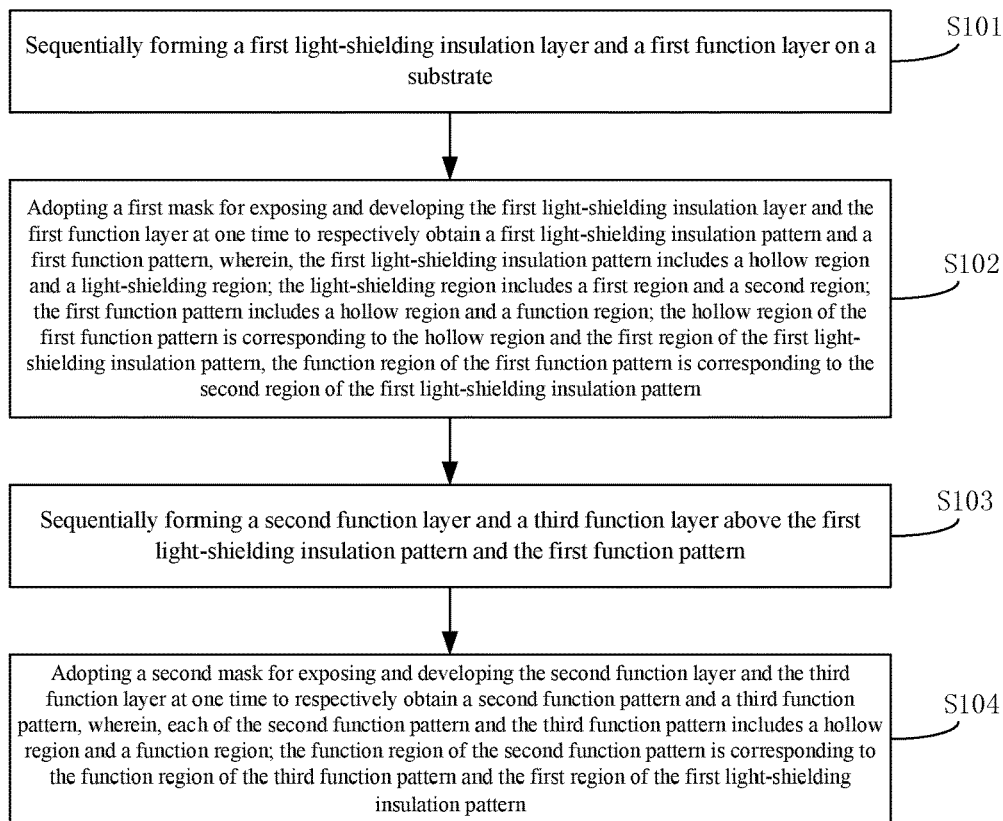 Sequentially forming a first light-shielding insulation layer and a first function layer on a
substrate
S101
Adopting a first mask for exposing and developing the first light-shielding insulation layer and the
first function layer at one time to respectively obtain a first light-shielding insulation pattern and a
first function pattern, wherein, the first light-shielding insulation pattern includes a hollow region
and a light-shielding region; the light-shielding region includes a first region and a second region;
the first function pattern includes a hollow region and a function region; the hollow region of the
first function pattern is corresponding to the hollow region and the first region of the first light-
shielding insulation pattern, the function region of the first function pattern is corresponding to the
second region of the first light-shielding insulation pattern
S102
Sequentially forming a second function layer and a third function layer above the first
light-shielding insulation pattern and the first function pattern
S103
Adopting a second mask for exposing and developing the second function layer and the third
function layer at one time to respectively obtain a second function pattern and a third function
pattern, wherein, each of the second function pattern and the third function pattern includes a hollow
region and a function region; the function region of the second function pattern is corresponding to
the function region of the third function pattern and the first region of the first light-shielding
insulation pattern
S104